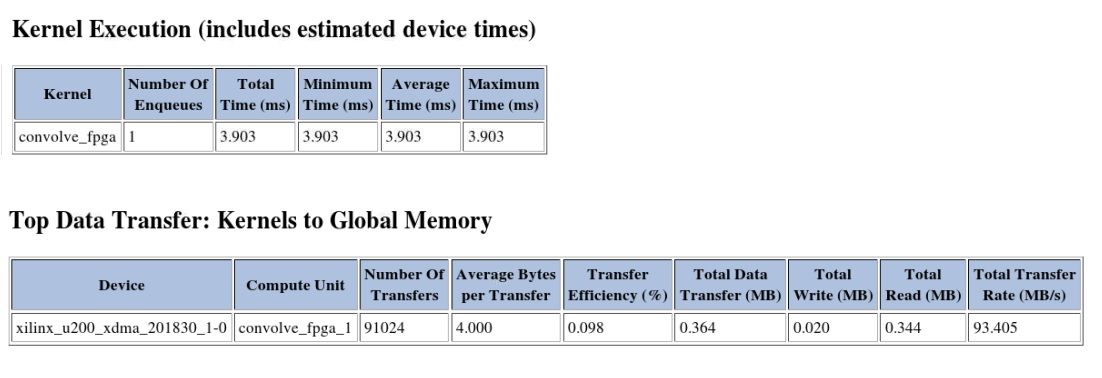 Kernel Execution (includes estimated device times)
Kernel Number Of Enqueues Total Time (ms) Minimum Time (ms) Average Time (ms) Maximum Time (ms)
convolve_fpga 1 3.903 3.903 3.903 3.903
Top Data Transfer: Kernels to Global Memory
Device Compute Unit Number Of Transfers Average Bytes per Transfer Transfer Efficiency (%) Total Data Transfer (MB) Total Write (MB) Total Read (MB) Total Transfer Rate (MB/s)
xilinx_u200_xdma_201830_1-0 convolve_fpga_1 91024 4.000 0.098 0.364 0.020 0.344 93.405